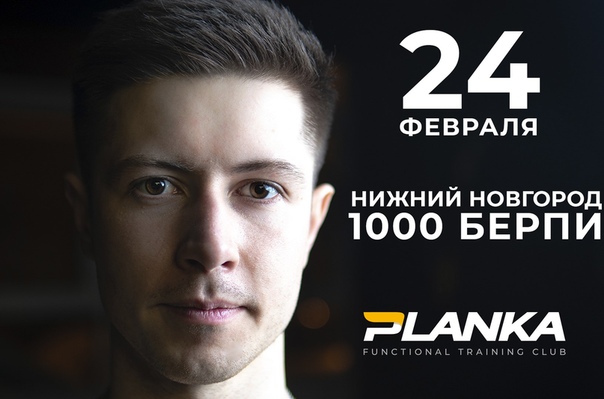 24
ФЕВРАЛЯ
НИЖНИЙ НОВГОРОД
1000 БЕРПИ
PLANKA
FUNCTIONAL TRAINING CLUB